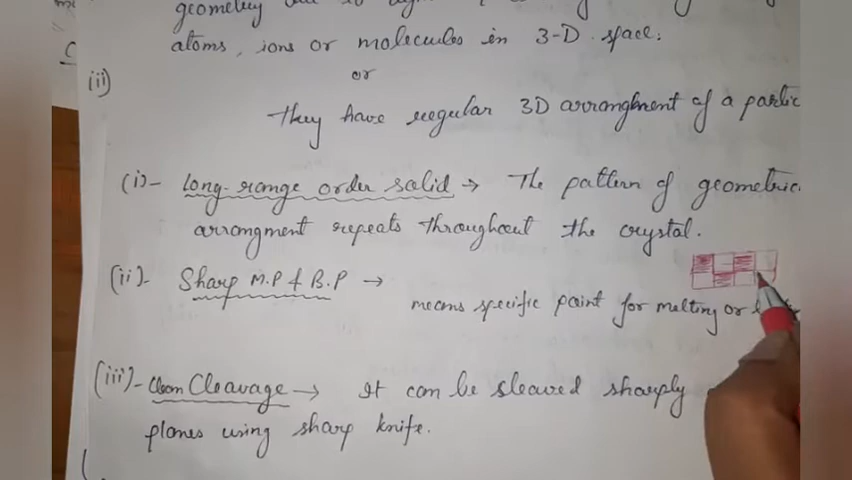 geometry
atoms, ions or molecules in 3-D space.
or
(ii)
They have regular 3D arrangment of a partic
(i)- Long-range order solid → The pattern of geometric
arrangment repeats throughout the crystal.
(ii)- Sharp M.P & B.P →
means specific point for melting or
(iii)- Clean Cleavage → It can be sleaved sharply
planes using sharp knife.